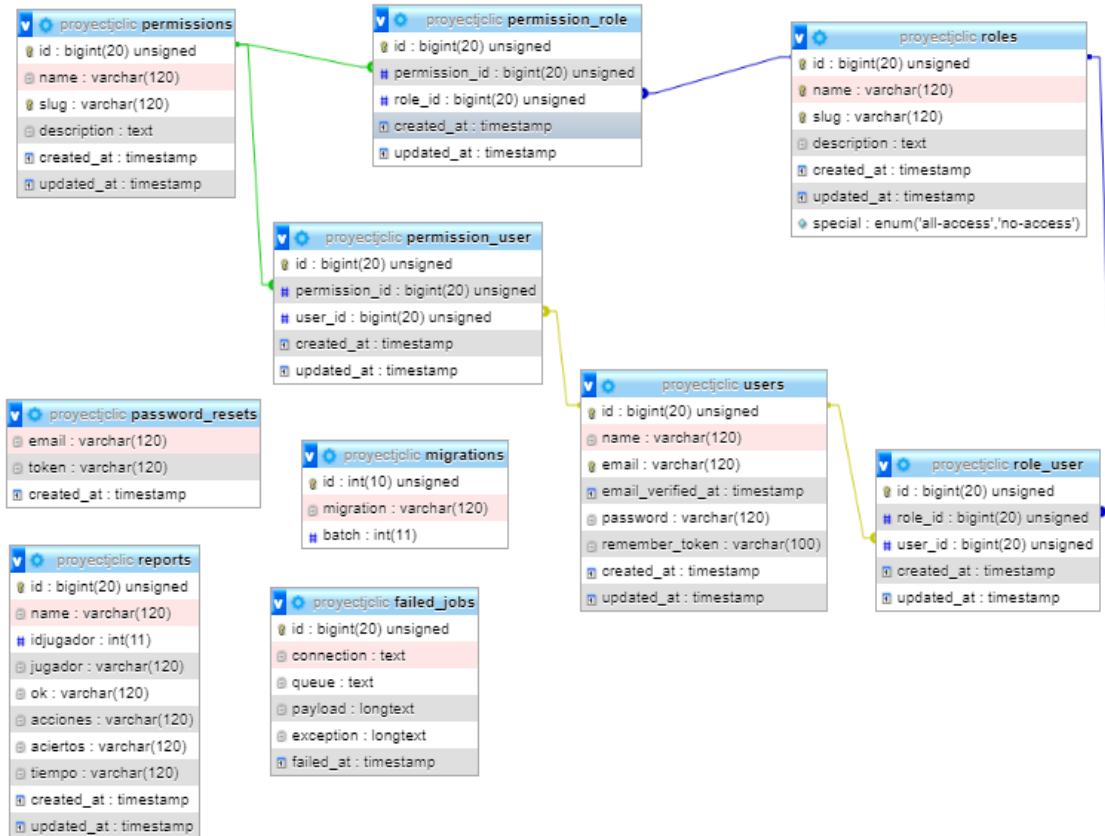 proyectjclic permissions
id : bigint(20) unsigned
name : varchar(120)
slug : varchar(120)
description : text
created_at : timestamp
updated_at : timestamp
proyectjclic permission_role
id : bigint(20) unsigned
permission_id : bigint(20) unsigned
role_id : bigint(20) unsigned
created_at : timestamp
updated_at : timestamp
proyectjclic roles
id : bigint(20) unsigned
name : varchar(120)
slug : varchar(120)
description : text
created_at : timestamp
updated_at : timestamp
special : enum('all-access','no-access')
proyectjclic permission_user
id : bigint(20) unsigned
permission_id : bigint(20) unsigned
user_id : bigint(20) unsigned
created_at : timestamp
updated_at : timestamp
proyectjclic users
id : bigint(20) unsigned
name : varchar(120)
email : varchar(120)
email_verified_at : timestamp
password : varchar(120)
remember_token : varchar(100)
created_at : timestamp
updated_at : timestamp
proyectjclic role_user
id : bigint(20) unsigned
role_id : bigint(20) unsigned
user_id : bigint(20) unsigned
created_at : timestamp
updated_at : timestamp
proyectjclic password_resets
email : varchar(120)
token : varchar(120)
created_at : timestamp
proyectjclic migrations
id : int(10) unsigned
migration : varchar(120)
batch : int(11)
proyectjclic reports
id : bigint(20) unsigned
name : varchar(120)
idjugador : int(11)
jugador : varchar(120)
ok : varchar(120)
acciones : varchar(120)
aciertos : varchar(120)
tiempo : varchar(120)
created_at : timestamp
updated_at : timestamp
proyectjclic failed_jobs
id : bigint(20) unsigned
connection : text
queue : text
payload : longtext
exception : longtext
failed_at : timestamp